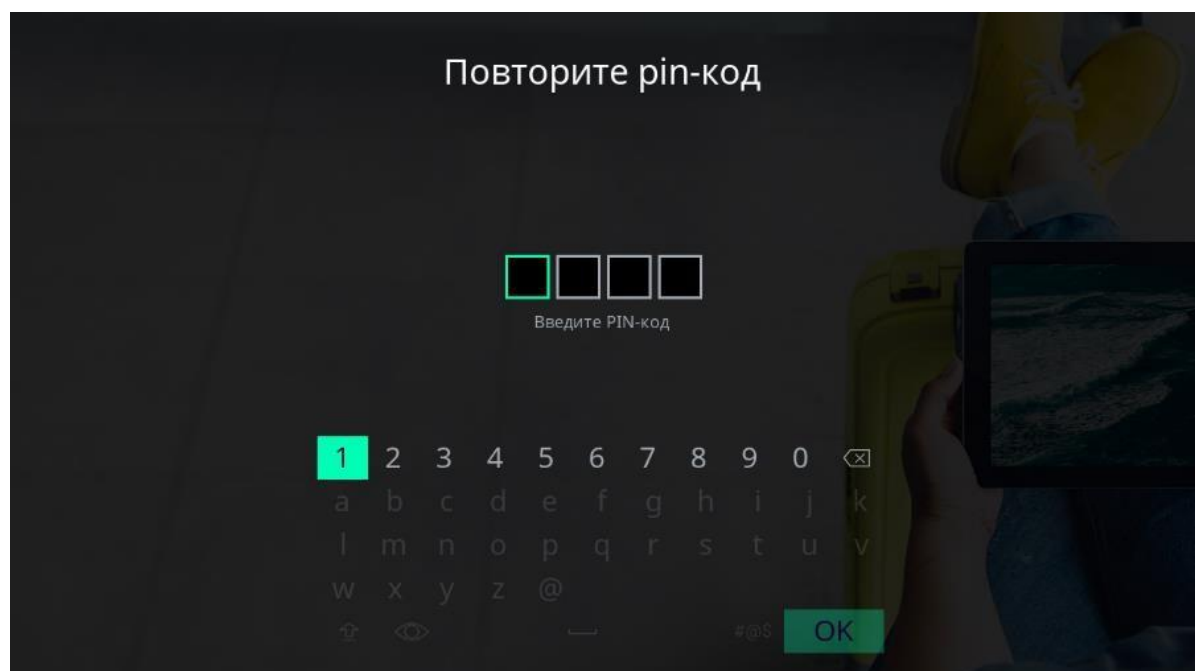 Повторите pin-код
Введите PIN-код
1 2 3 4 5 6 7 8 9 0
a b c d e f g h i j k
l m n o p q r s t u v
w x y z @
#@$ OK